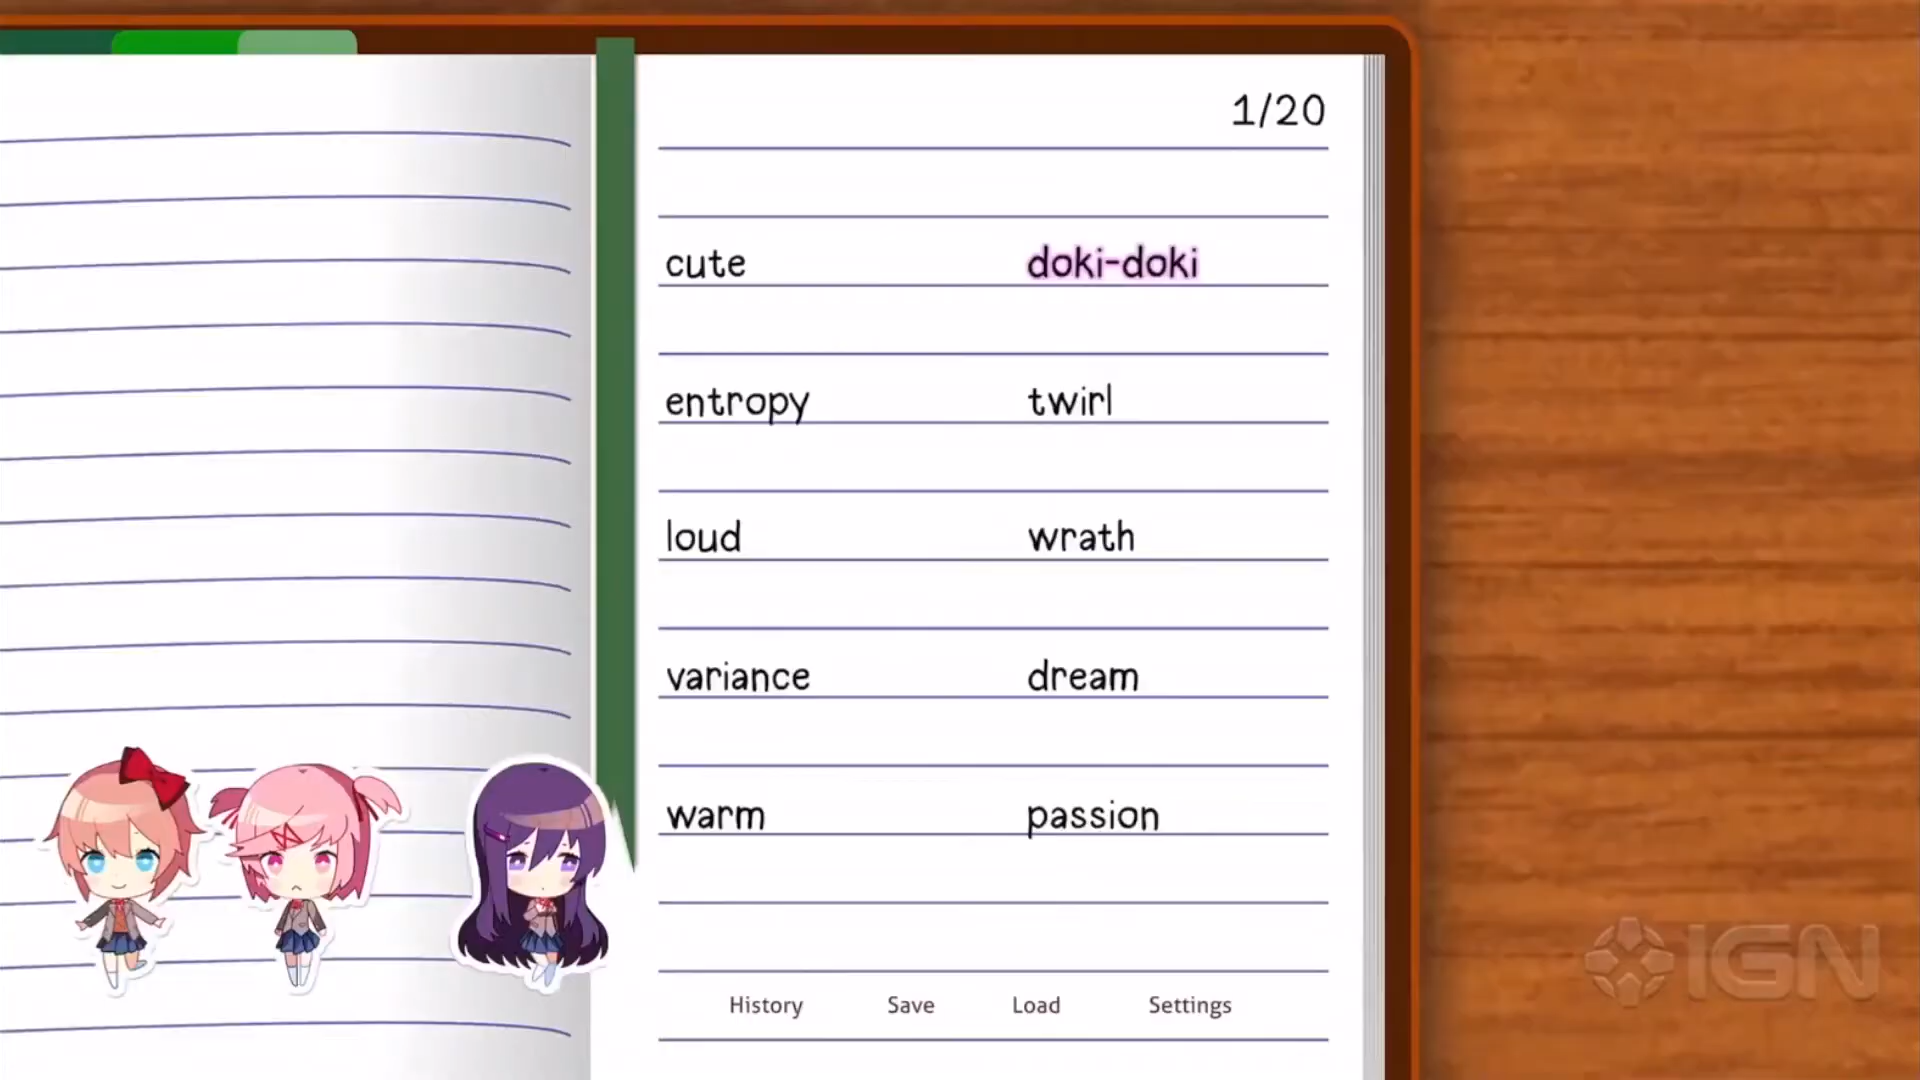 1/20
cute doki-doki
entropy twirl
loud wrath
variance dream
warm passion
History Save Load Settings
IGN